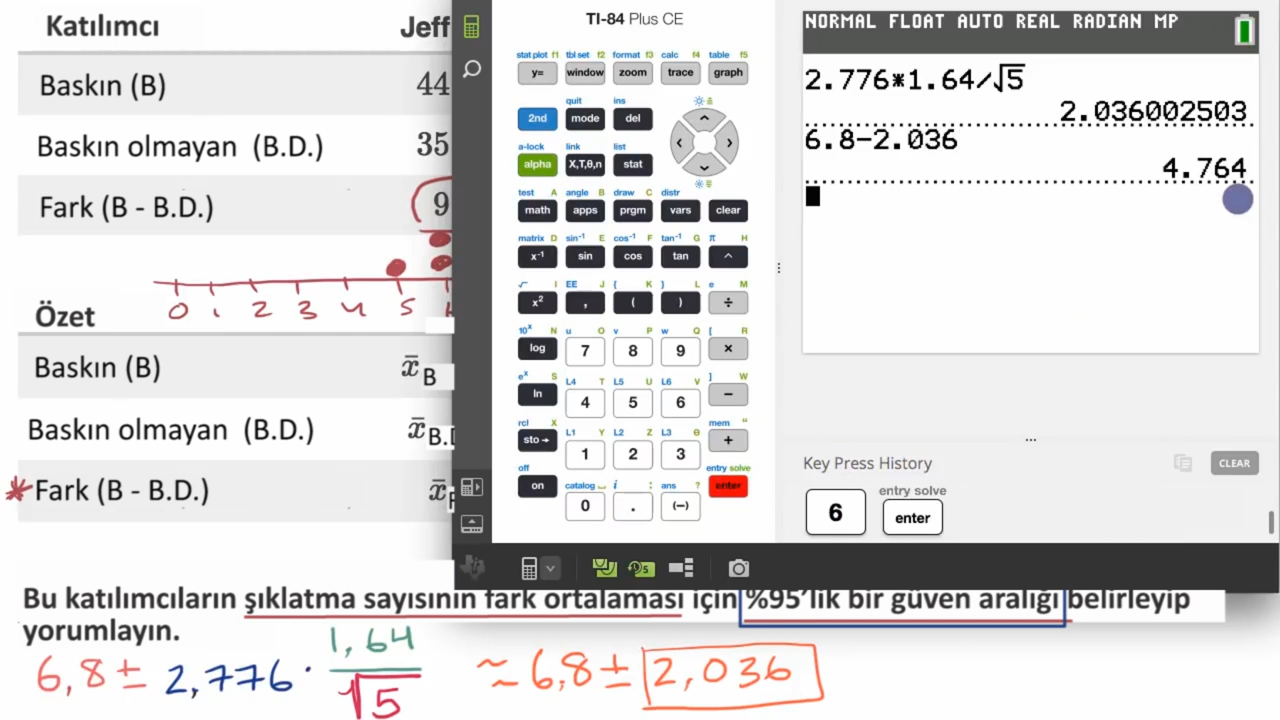 Katılımcı Jeff
Baskın (B) 44
Baskın olmayan (B.D.) 35
Fark (B - B.D.) 9
0 1 2 3 4 5
Özet
Baskın (B) x̄ B
Baskın olmayan (B.D.) x̄ B.D
* Fark (B - B.D.) x̄
TI-84 Plus CE
stat plot f1 tbl set f2 format f3 calc f4 table f5
y= window zoom trace graph
quit ins
2nd mode del
a-lock link list
alpha X,T,θ,n stat
test A angle B draw C distr
math apps prgm vars clear
matrix D sin⁻¹ E cos⁻¹ F tan⁻¹ G π H
x⁻¹ sin cos tan ^
√ I EE J { K } L e M
x² , ( ) ÷
10ˣ N u O v P w Q [ R
log 7 8 9 ×
eˣ S L4 T L5 U L6 V ] W
ln 4 5 6 −
rcl X L1 Y L2 Z L3 θ mem "
sto→ 1 2 3 +
off catalog ⎵ i : ans ? entry solve
on 0 . (−) enter
NORMAL FLOAT AUTO REAL RADIAN MP
2.776*1.64/√5
2.036002503
6.8-2.036
4.764
Key Press History CLEAR
entry solve
6 enter
5
Bu katılımcıların şıklatma sayısının fark ortalaması için %95'lik bir güven aralığı belirleyip
yorumlayın.
6,8 ± 2,776 · 1,64/√5 ≈ 6,8 ± 2,036